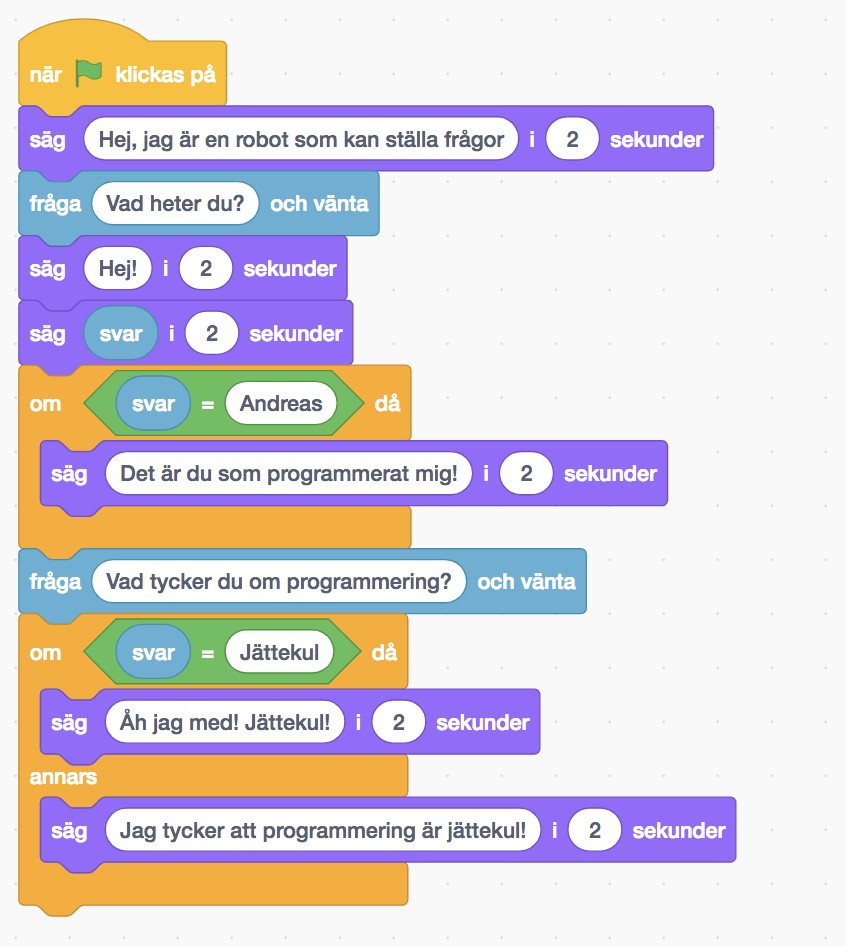 när klickas på
säg Hej, jag är en robot som kan ställa frågor i 2 sekunder
fråga Vad heter du? och vänta
säg Hej! i 2 sekunder
säg svar i 2 sekunder
om svar = Andreas då
säg Det är du som programmerat mig! i 2 sekunder
fråga Vad tycker du om programmering? och vänta
om svar = Jättekul då
säg Åh jag med! Jättekul! i 2 sekunder
annars
säg Jag tycker att programmering är jättekul! i 2 sekunder